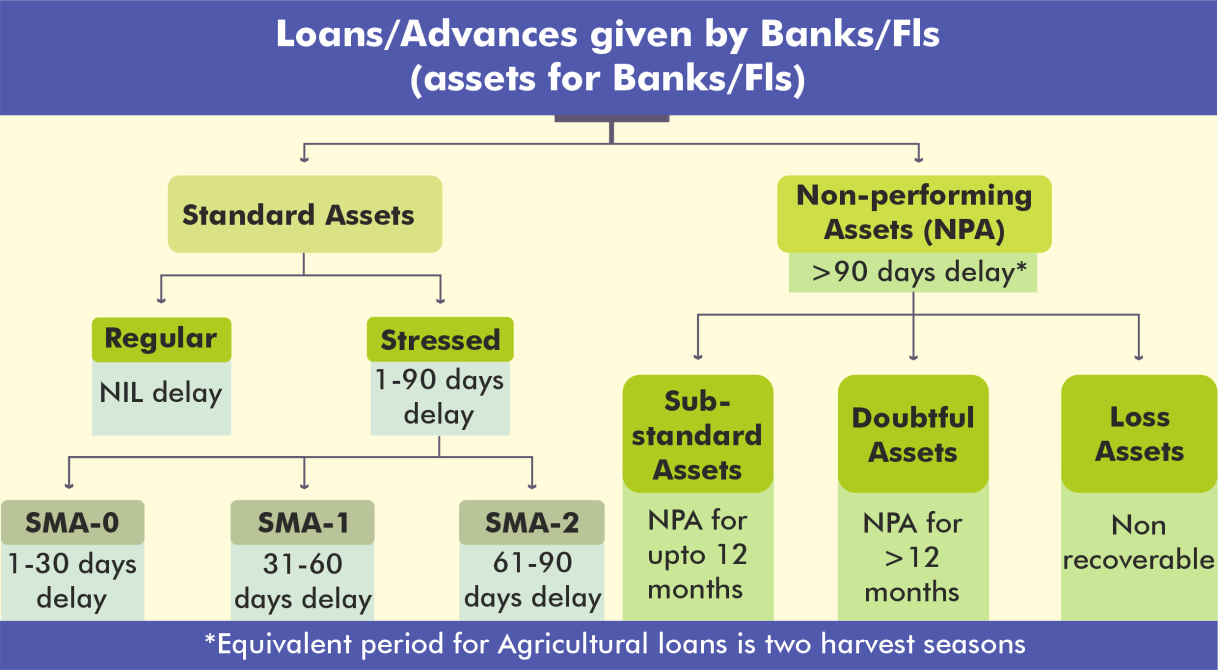 Loans/Advances given by Banks/FIs
(assets for Banks/FIs)
Standard Assets
Non-performing
Assets (NPA)
>90 days delay*
Regular
NIL delay
Stressed
1-90 days
delay
SMA-0
1-30 days
delay
SMA-1
31-60
days delay
SMA-2
61-90
days delay
Sub-
standard
Assets
NPA for
upto 12
months
Doubtful
Assets
NPA for
>12
months
Loss
Assets
Non
recoverable
*Equivalent period for Agricultural loans is two harvest seasons